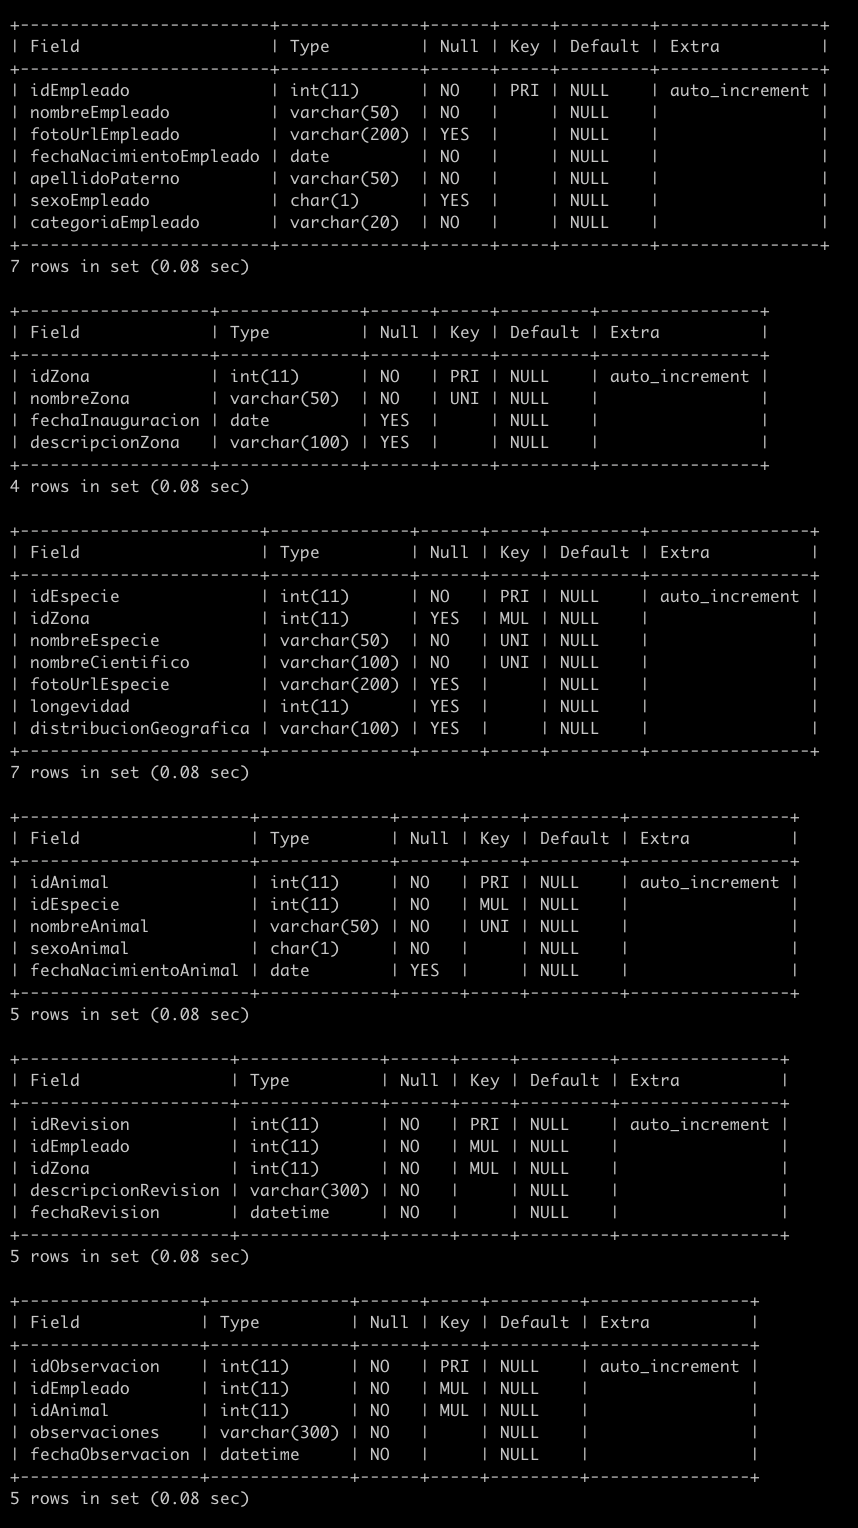 +-------------------------+--------------+------+-----+---------+----------------+
| Field                   | Type         | Null | Key | Default | Extra          |
+-------------------------+--------------+------+-----+---------+----------------+
| idEmpleado              | int(11)      | NO   | PRI | NULL    | auto_increment |
| nombreEmpleado          | varchar(50)  | NO   |     | NULL    |                |
| fotoUrlEmpleado         | varchar(200) | YES  |     | NULL    |                |
| fechaNacimientoEmpleado | date         | NO   |     | NULL    |                |
| apellidoPaterno         | varchar(50)  | NO   |     | NULL    |                |
| sexoEmpleado            | char(1)      | YES  |     | NULL    |                |
| categoriaEmpleado       | varchar(20)  | NO   |     | NULL    |                |
+-------------------------+--------------+------+-----+---------+----------------+
7 rows in set (0.08 sec)

+-------------------+--------------+------+-----+---------+----------------+
| Field             | Type         | Null | Key | Default | Extra          |
+-------------------+--------------+------+-----+---------+----------------+
| idZona            | int(11)      | NO   | PRI | NULL    | auto_increment |
| nombreZona        | varchar(50)  | NO   | UNI | NULL    |                |
| fechaInauguracion | date         | YES  |     | NULL    |                |
| descripcionZona   | varchar(100) | YES  |     | NULL    |                |
+-------------------+--------------+------+-----+---------+----------------+
4 rows in set (0.08 sec)

+------------------------+--------------+------+-----+---------+----------------+
| Field                  | Type         | Null | Key | Default | Extra          |
+------------------------+--------------+------+-----+---------+----------------+
| idEspecie              | int(11)      | NO   | PRI | NULL    | auto_increment |
| idZona                 | int(11)      | YES  | MUL | NULL    |                |
| nombreEspecie          | varchar(50)  | NO   | UNI | NULL    |                |
| nombreCientifico       | varchar(100) | NO   | UNI | NULL    |                |
| fotoUrlEspecie         | varchar(200) | YES  |     | NULL    |                |
| longevidad             | int(11)      | YES  |     | NULL    |                |
| distribucionGeografica | varchar(100) | YES  |     | NULL    |                |
+------------------------+--------------+------+-----+---------+----------------+
7 rows in set (0.08 sec)

+-----------------------+-------------+------+-----+---------+----------------+
| Field                 | Type        | Null | Key | Default | Extra          |
+-----------------------+-------------+------+-----+---------+----------------+
| idAnimal              | int(11)     | NO   | PRI | NULL    | auto_increment |
| idEspecie             | int(11)     | NO   | MUL | NULL    |                |
| nombreAnimal          | varchar(50) | NO   | UNI | NULL    |                |
| sexoAnimal            | char(1)     | NO   |     | NULL    |                |
| fechaNacimientoAnimal | date        | YES  |     | NULL    |                |
+-----------------------+-------------+------+-----+---------+----------------+
5 rows in set (0.08 sec)

+---------------------+--------------+------+-----+---------+----------------+
| Field               | Type         | Null | Key | Default | Extra          |
+---------------------+--------------+------+-----+---------+----------------+
| idRevision          | int(11)      | NO   | PRI | NULL    | auto_increment |
| idEmpleado          | int(11)      | NO   | MUL | NULL    |                |
| idZona              | int(11)      | NO   | MUL | NULL    |                |
| descripcionRevision | varchar(300) | NO   |     | NULL    |                |
| fechaRevision       | datetime     | NO   |     | NULL    |                |
+---------------------+--------------+------+-----+---------+----------------+
5 rows in set (0.08 sec)

+------------------+--------------+------+-----+---------+----------------+
| Field            | Type         | Null | Key | Default | Extra          |
+------------------+--------------+------+-----+---------+----------------+
| idObservacion    | int(11)      | NO   | PRI | NULL    | auto_increment |
| idEmpleado       | int(11)      | NO   | MUL | NULL    |                |
| idAnimal         | int(11)      | NO   | MUL | NULL    |                |
| observaciones    | varchar(300) | NO   |     | NULL    |                |
| fechaObservacion | datetime     | NO   |     | NULL    |                |
+------------------+--------------+------+-----+---------+----------------+
5 rows in set (0.08 sec)